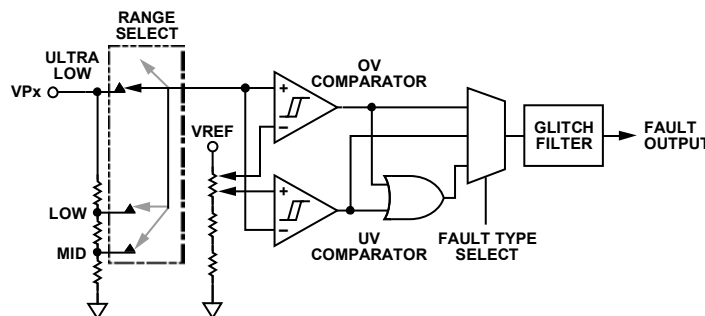 RANGE
SELECT
ULTRA
LOW
VPx
LOW
MID
VREF
OV
COMPARATOR
+
−
+
−
UV
COMPARATOR
FAULT TYPE
SELECT
GLITCH
FILTER
FAULT
OUTPUT